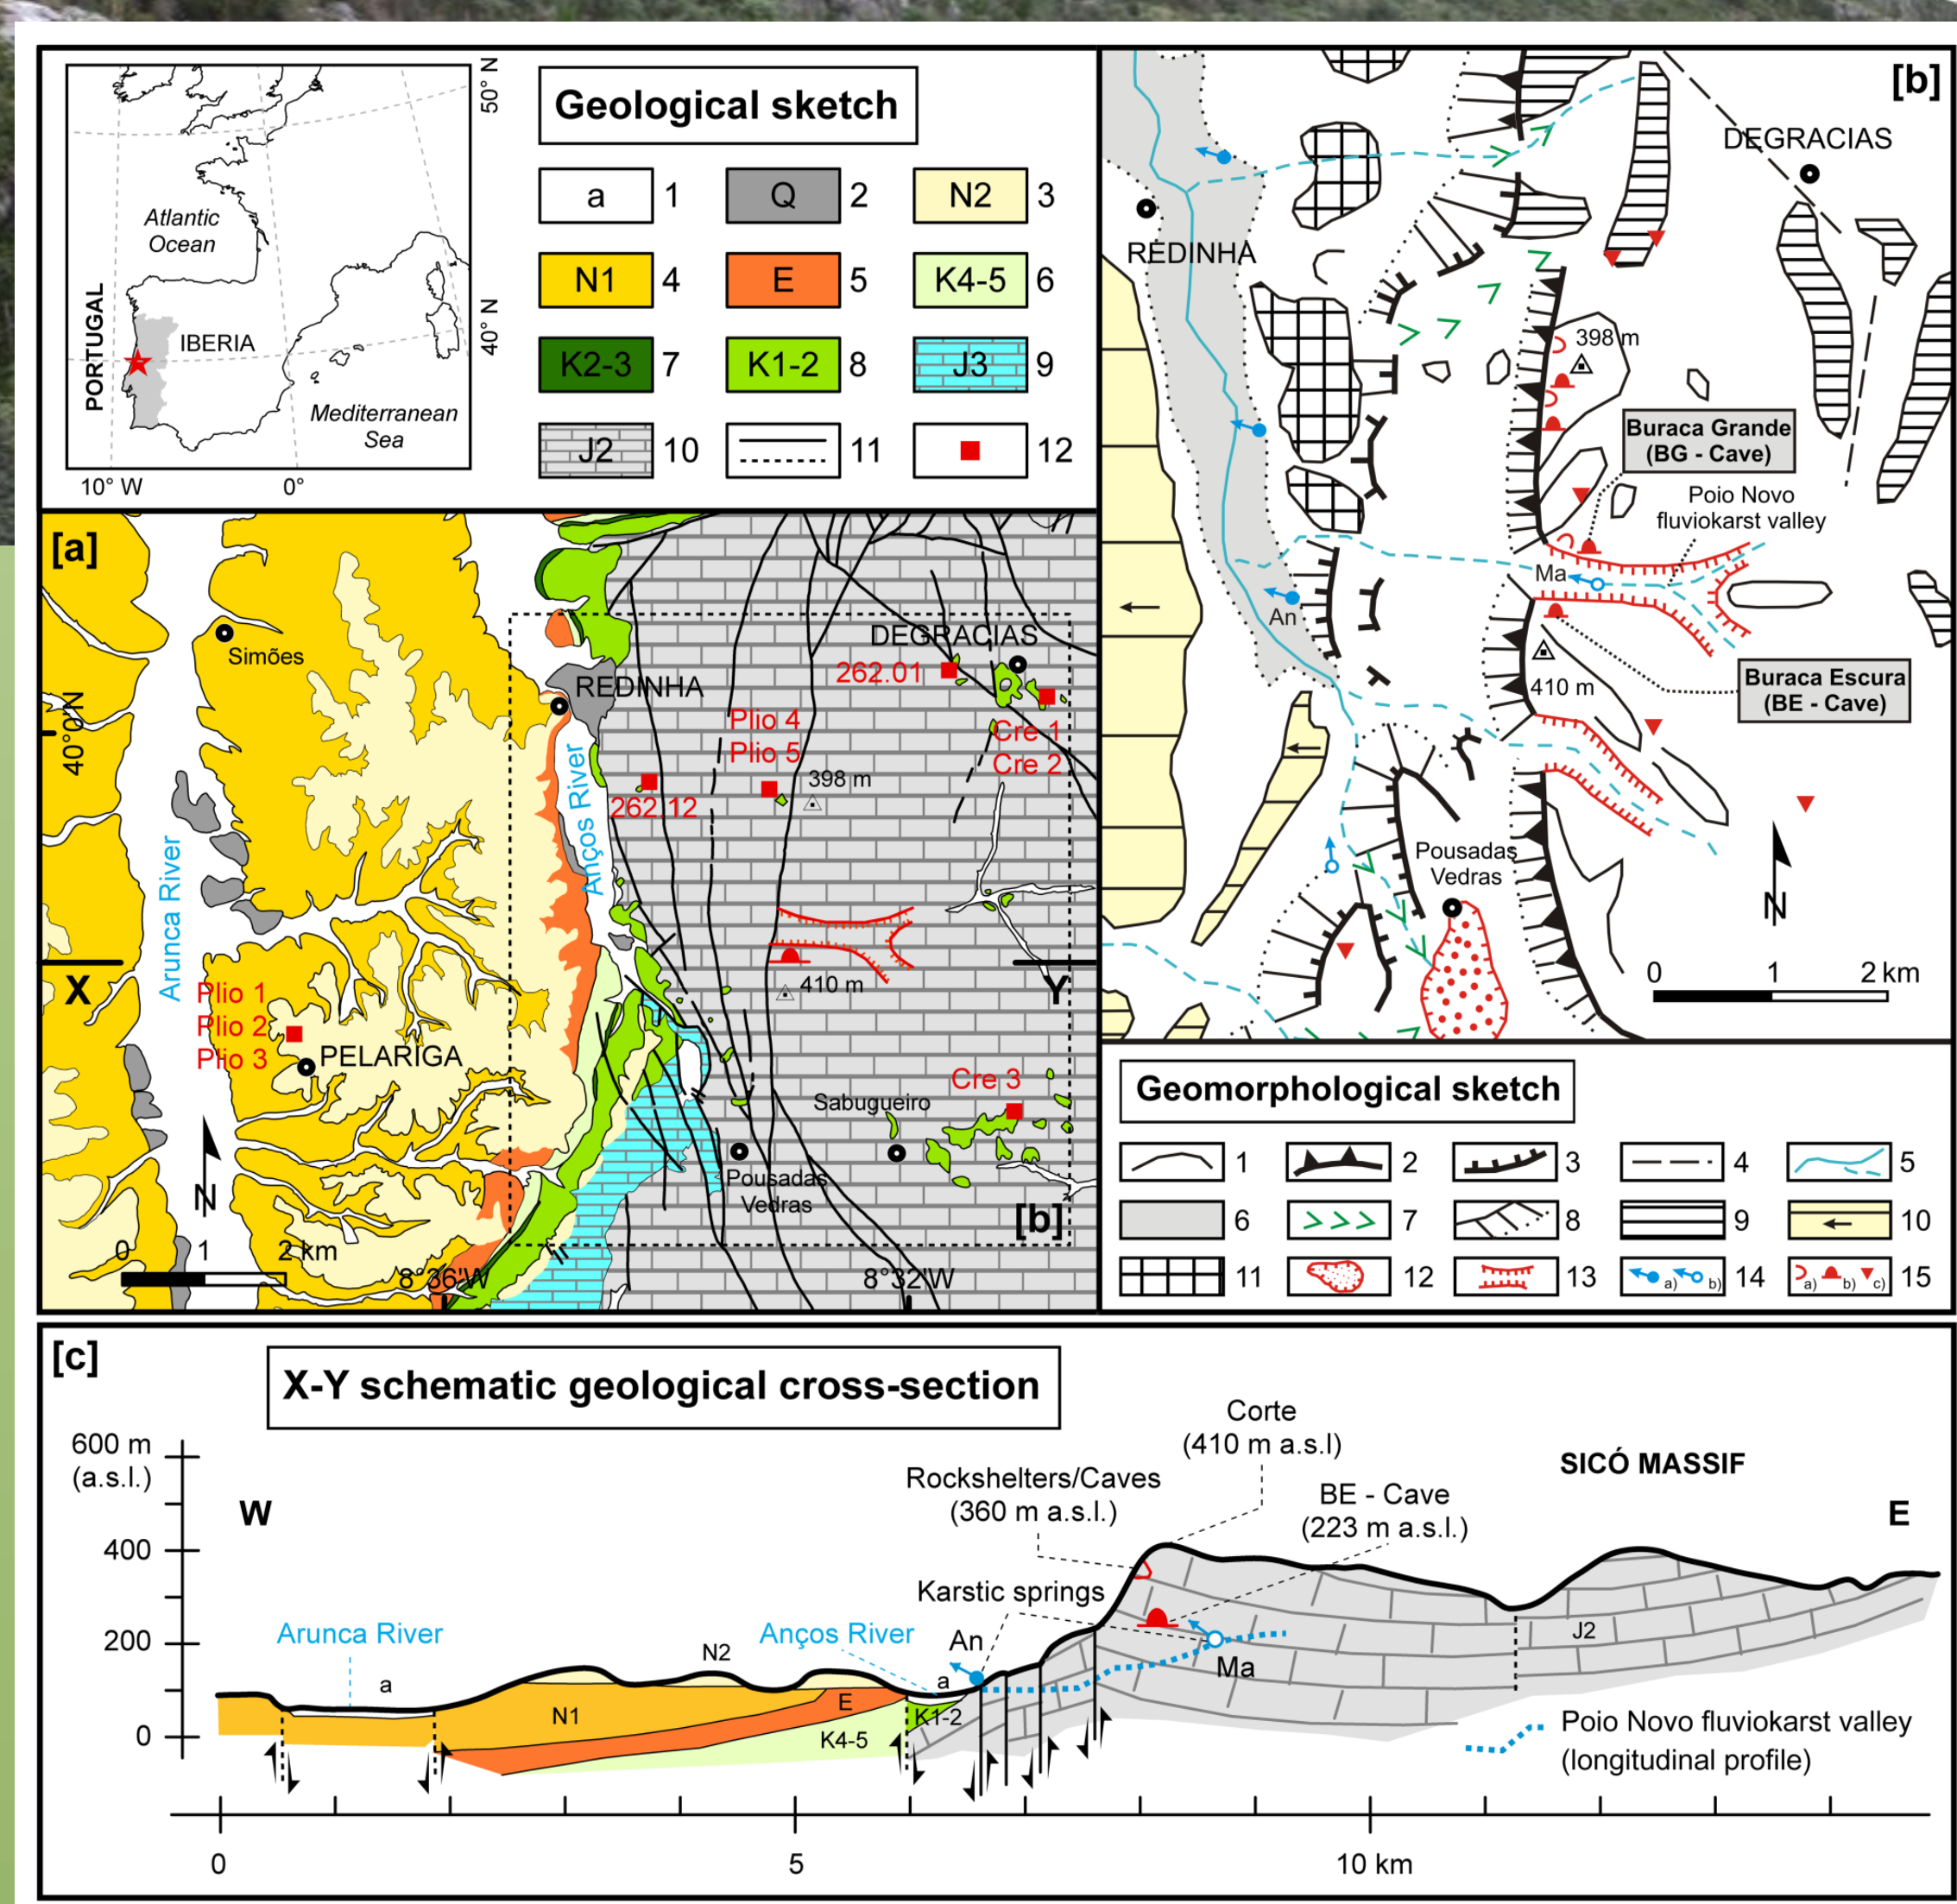 50° N
40° N
Atlantic
Ocean
PORTUGAL
IBERIA
Mediterranean
Sea
10° W
0°
Geological sketch
a 1
Q 2
N2 3
N1 4
E 5
K4-5 6
K2-3 7
K1-2 8
J3 9
J2 10
11
12
[a]
Simões
DEGRACIAS
262.01
REDINHA
Plio 4
Plio 5
Cre 1
Cre 2
398 m
262.12
40°0'N
Anços River
Arunca River
X
Y
410 m
Plio 1
Plio 2
Plio 3
PELARIGA
Cre 3
Sabugueiro
Pousadas
Vedras
N
[b]
0 1 2 km
8°36'W
8°32'W
[b]
DEGRACIAS
REDINHA
398 m
Buraca Grande
(BG - Cave)
Poio Novo
fluviokarst valley
Ma
An
410 m
Buraca Escura
(BE - Cave)
Pousadas
Vedras
N
0 1 2 km
Geomorphological sketch
1
2
3
4
5
6
7
8
9
10
11
12
13
a) b) 14
a) b) c) 15
[c]
X-Y schematic geological cross-section
600 m
(a.s.l.)
400
200
0
W
E
Corte
(410 m a.s.l)
SICÓ MASSIF
Rockshelters/Caves
(360 m a.s.l.)
BE - Cave
(223 m a.s.l.)
Karstic springs
Arunca River
Anços River
An
N2
a
a
N1
E
K1-2
K4-5
Ma
J2
Poio Novo fluviokarst valley
(longitudinal profile)
0
5
10 km